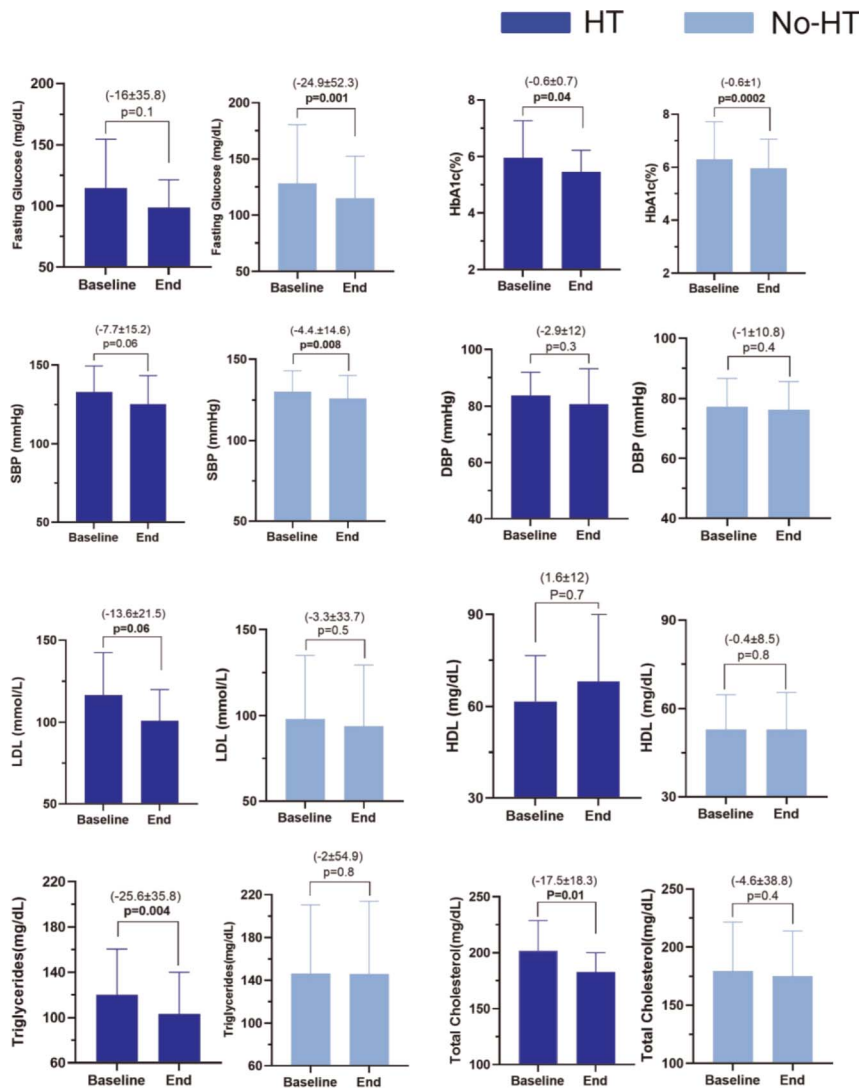 HT No-HT
(-16±35.8)
p=0.1
Fasting Glucose (mg/dL)
200
150
100
50
Baseline End
(-24.9±52.3)
p=0.001
Fasting Glucose (mg/dL)
200
175
150
125
100
75
50
Baseline End
(-0.6±0.7)
p=0.04
HbA1c(%)
8
6
4
2
Baseline End
(-0.6±1)
p=0.0002
HbA1c(%)
8
6
4
2
Baseline End
(-7.7±15.2)
p=0.06
SBP (mmHg)
150
100
50
Baseline End
(-4.4.±14.6)
p=0.008
SBP (mmHg)
150
100
50
Baseline End
(-2.9±12)
p=0.3
DBP (mmHg)
100
80
60
40
Baseline End
(-1±10.8)
p=0.4
DBP (mmHg)
100
80
60
40
Baseline End
(-13.6±21.5)
p=0.06
LDL (mmol/L)
150
100
50
Baseline End
(-3.3±33.7)
p=0.5
LDL (mmol/L)
150
100
50
Baseline End
(1.6±12)
P=0.7
HDL (mg/dL)
90
60
30
Baseline End
(-0.4±8.5)
p=0.8
HDL (mg/dL)
90
60
30
Baseline End
(-25.6±35.8)
p=0.004
Triglycerides(mg/dL)
220
180
140
100
60
Baseline End
(-2±54.9)
p=0.8
Triglycerides(mg/dL)
220
180
140
100
60
Baseline End
(-17.5±18.3)
P=0.01
Total Cholesterol(mg/dL)
250
200
150
100
Baseline End
(-4.6±38.8)
p=0.4
Total Cholesterol(mg/dL)
250
200
150
100
Baseline End